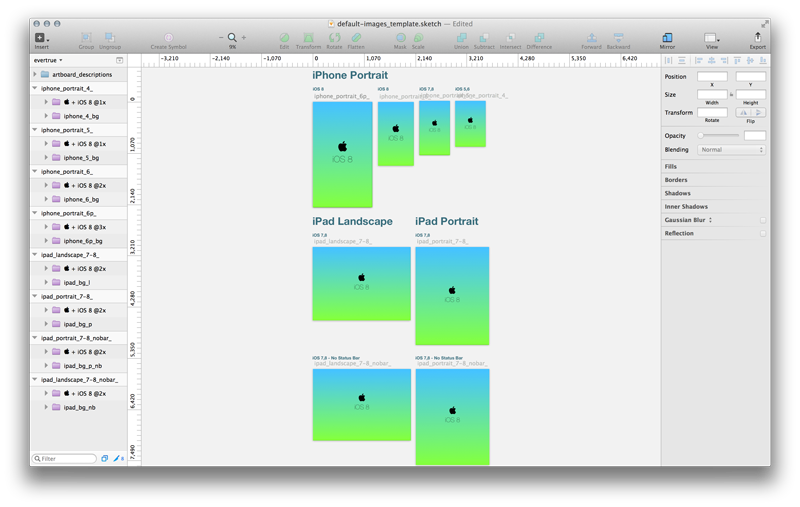 default-images_template.sketch — Edited
Insert Group Ungroup Create Symbol 9% Edit Transform Rotate Flatten Mask Scale Union Subtract Intersect Difference Forward Backward Mirror View Export
evertrue
artboard_descriptions
iphone_portrait_4_
+ iOS 8 @1x
iphone_4_bg
iphone_portrait_5_
+ iOS 8 @1x
iphone_5_bg
iphone_portrait_6_
+ iOS 8 @2x
iphone_6_bg
iphone_portrait_6p_
+ iOS 8 @3x
iphone_6p_bg
ipad_landscape_7-8_
+ iOS 8 @2x
ipad_bg_l
ipad_portrait_7-8_
+ iOS 8 @2x
ipad_bg_p
ipad_portrait_7-8_nobar_
+ iOS 8 @2x
ipad_bg_p_nb
ipad_landscape_7-8_nobar_
+ iOS 8 @2x
ipad_bg_nb
Filter
8
-3,210 -2,140 -1,070 0 1,070 2,140 3,210 4,280 5,350 6,420
0
1,070
2,140
3,210
4,280
5,350
6,420
7,490
iPhone Portrait
iOS 8 iOS 8 iOS 7,8 iOS 5,6
iphone_portrait_6p_
iOS 8 iOS 8 iOS 8 iOS 8
iPad Landscape iPad Portrait
iOS 7,8 iOS 7,8
ipad_landscape_7-8_ ipad_portrait_7-8_
iOS 8 iOS 8
iOS 7,8 - No Status Bar iOS 7,8 - No Status Bar
ipad_landscape_7-8_nobar_ ipad_portrait_7-8_nobar_
iOS 8 iOS 8
Position
X Y
Size
Width Height
Transform
Rotate Flip
Opacity
Blending Normal
Fills
Borders
Shadows
Inner Shadows
Gaussian Blur
Reflection